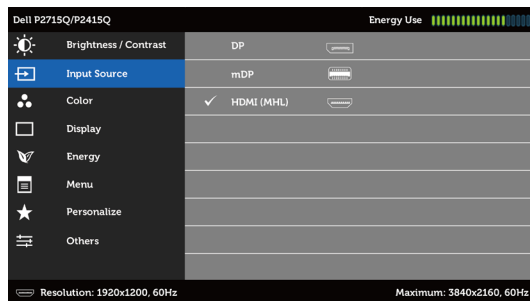 Dell P2715Q/P2415Q Energy Use
Brightness / Contrast DP
Input Source mDP
Color HDMI (MHL)
Display
Energy
Menu
Personalize
Others
Resolution: 1920x1200, 60Hz Maximum: 3840x2160, 60Hz